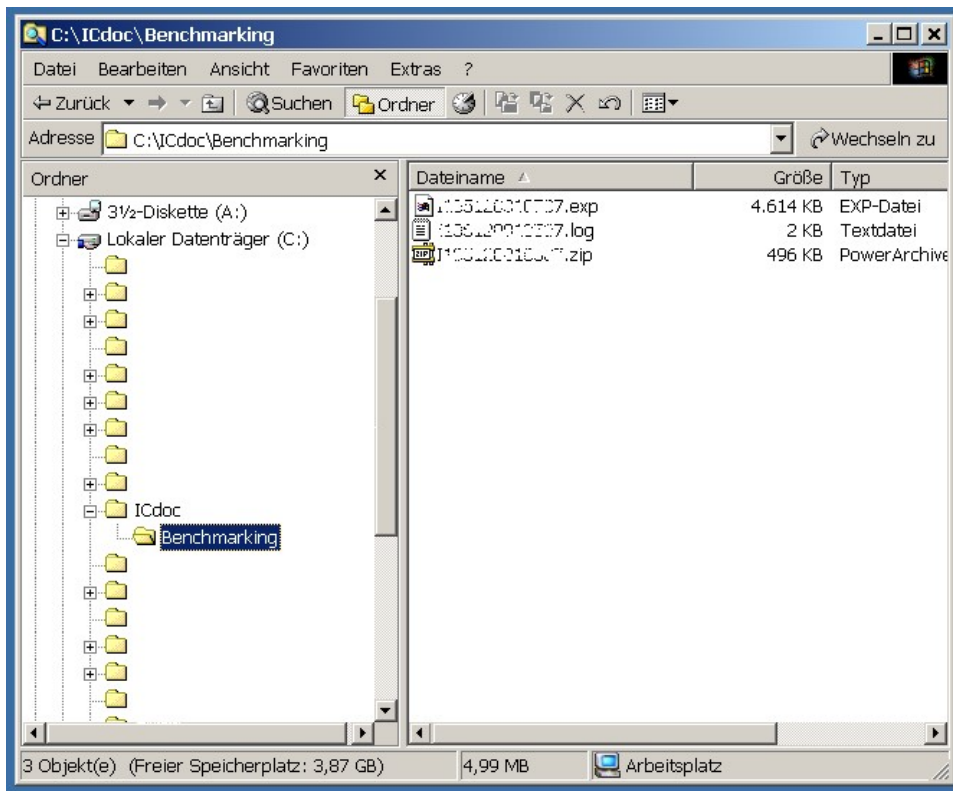 C:\ICdoc\Benchmarking
Datei Bearbeiten Ansicht Favoriten Extras ?
Zurück Suchen Ordner
Adresse C:\ICdoc\Benchmarking Wechseln zu
Ordner
Dateiname Größe Typ
3½-Diskette (A:)
Lokaler Datenträger (C:)
ICdoc
Benchmarking
.exp 4.614 KB EXP-Datei
.log 2 KB Textdatei
.zip 496 KB PowerArchive
3 Objekt(e) (Freier Speicherplatz: 3,87 GB) 4,99 MB Arbeitsplatz